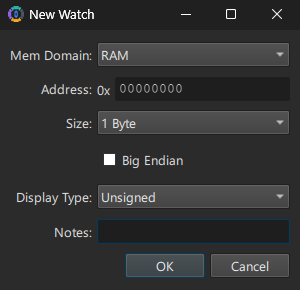 New Watch
Mem Domain: RAM
Address: 0x 00000000
Size: 1 Byte
Big Endian
Display Type: Unsigned
Notes:
OK Cancel